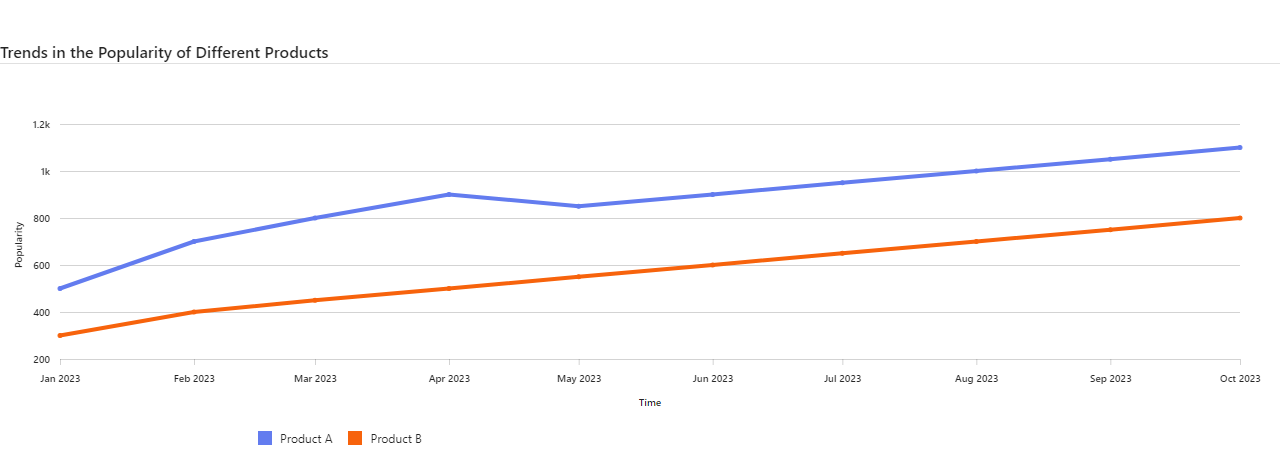 Trends in the Popularity of Different Products
1.2k
1k
800
600
400
200
Popularity
Jan 2023 Feb 2023 Mar 2023 Apr 2023 May 2023 Jun 2023 Jul 2023 Aug 2023 Sep 2023 Oct 2023
Time
Product A Product B